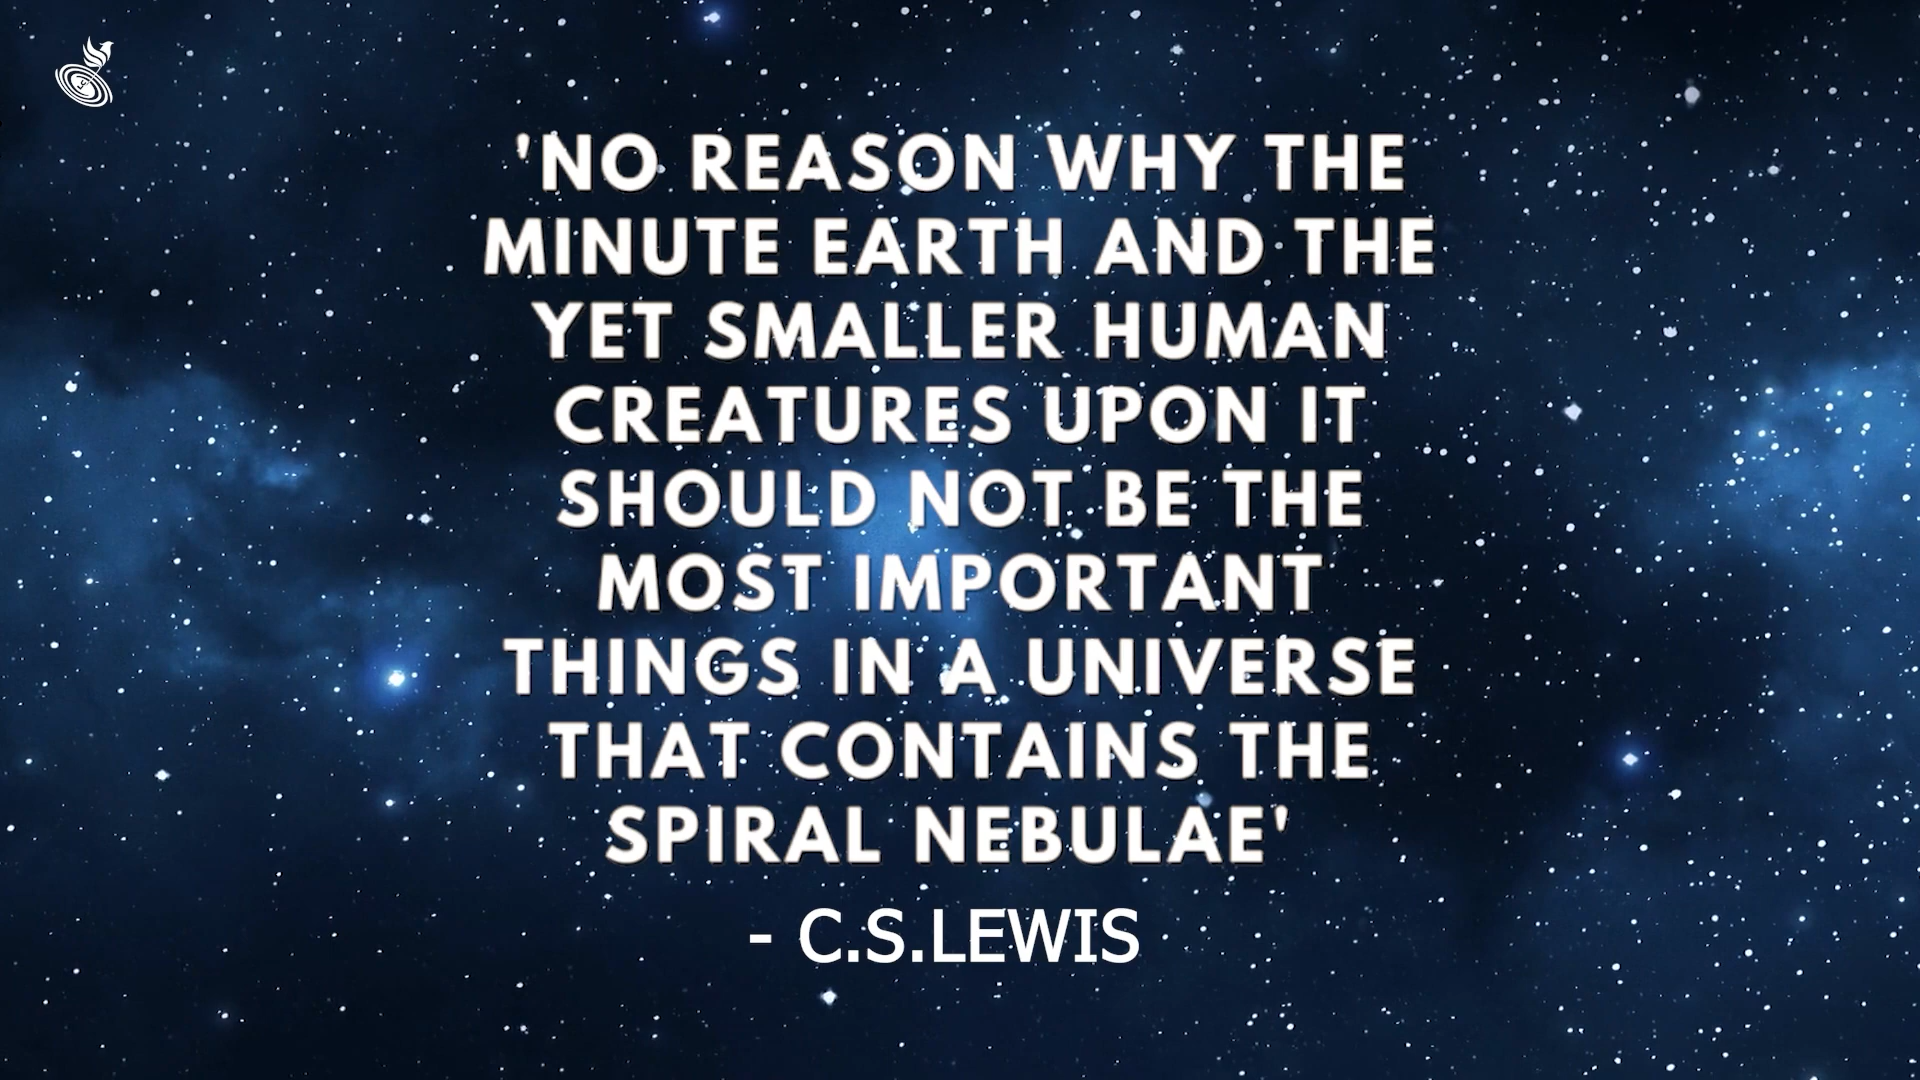 'NO REASON WHY THE
MINUTE EARTH AND THE
YET SMALLER HUMAN
CREATURES UPON IT
SHOULD NOT BE THE
MOST IMPORTANT
THINGS IN A UNIVERSE
THAT CONTAINS THE
SPIRAL NEBULAE'
- C.S.LEWIS